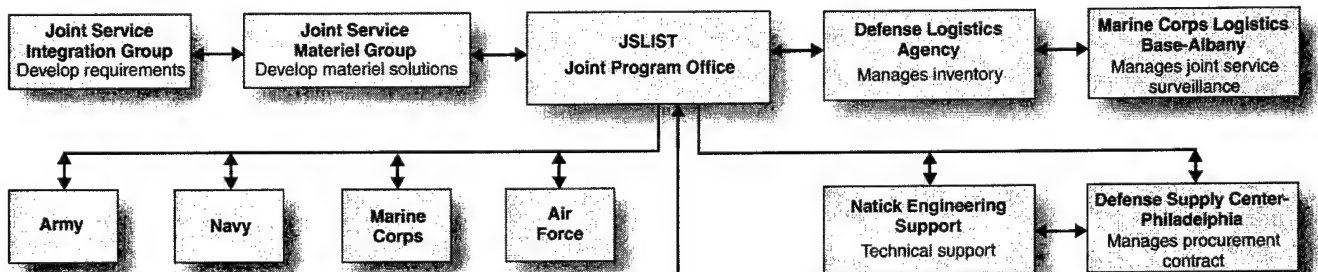 Joint Service
Integration Group
Develop requirements
Joint Service
Materiel Group
Develop materiel solutions
JSLIST
Joint Program Office
Defense Logistics
Agency
Manages inventory
Marine Corps Logistics
Base-Albany
Manages joint service
surveillance
Army
Navy
Marine
Corps
Air
Force
Natick Engineering
Support
Technical support
Defense Supply Center-
Philadelphia
Manages procurement
contract